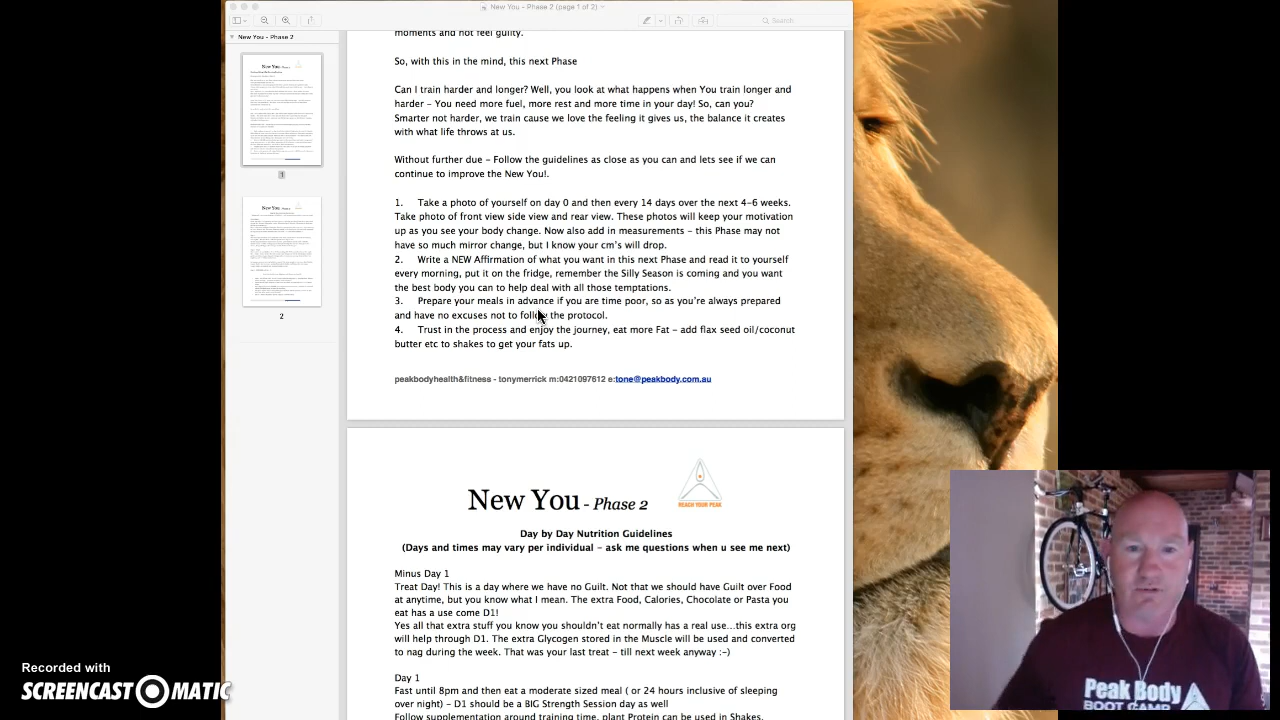 New You - Phase 2 (page 1 of 2)
Search
New You - Phase 2
moments and not feel guilty.
So, with this in the mind, this next Phase
Can I train harder and longer? Well, you look at what happens when you train longer and
harder – You need more fuel, more rest and more time in your day! So, can you?
Smarter not harder, we train cause we love the feeling it gives us, the balance it creates
with what life throws at us.
Without further due – Follow the guidelines as close as you can and lets see if we can
continue to improve the New You!.
1. Take a photo of yourself on day 0 and then every 14 days over next 4-6 weeks.
Take photo of front view side view and rear view. These photos will keep your motivation
up as you see your body change. Now also add in measurements – this Phase may not
have so much mirror change, but I know your cm's will drop.
2. Write a NEW Affirmation of what you want in this next Phase, read it to yourself
every morning, put it on the fridge, remember the Silly Season is coming and you want
the best body you can to help deal with all those temptations.
3. Prepare your meals in advance if you are time poor, so as you're always prepared
and have no excuses not to follow the protocol.
4. Trust in the process and enjoy the journey, eat more Fat – add flax seed oil/coconut
butter etc to shakes to get your fats up.
peakbodyhealth&fitness - tonymerrick m:0421097612 e:tone@peakbody.com.au
1
2
New You - Phase 2
REACH YOUR PEAK
Day by Day Nutrition Guidelines
(Days and times may vary per individual – ask me questions when u see me next)
Minus Day 1
Treat Day! This is a day where we have no Guilt. Not that we should have Guilt over Food
at anytime, but you know what I mean. The extra Food, Calories, Chocolate or Pasta you
eat has a use come D1!
Yes all that extra stuff you know you shouldn't eat normally has a real use...this extra org
will help through D1. The extra Glycogen stored in the Muscle will be used and converted
to nag during the week. That was your last treat – till next week anyway :-)
Day 1
Fast until 8pm and then eat a moderate sized meal ( or 24 hours inclusive of sleeping
over night) – D1 should be a BIG Strength Session day as well
Follow supplementation around training time, plant Protein can be used in Shakes.
Recorded with
SCREENCAST-O-MATIC
Peak Body
BOOT CAMP